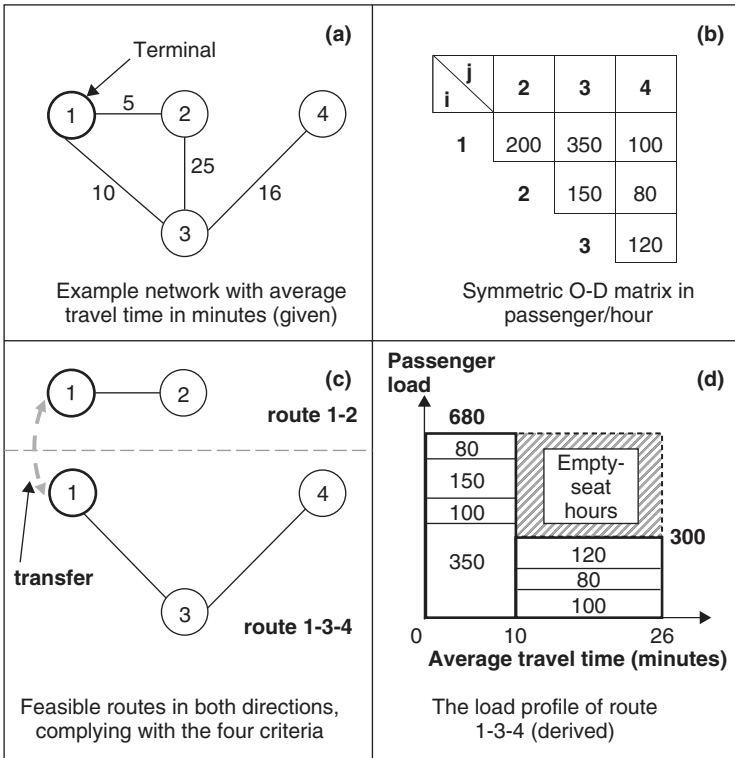 (a)
Terminal
1
5
2
4
25
10
16
3
Example network with average
travel time in minutes (given)
(b)
j
i
2 3 4
1 200 350 100
2 150 80
3 120
Symmetric O-D matrix in
passenger/hour
(c)
1
2
route 1-2
1
4
transfer
3
route 1-3-4
Feasible routes in both directions,
complying with the four criteria
Passenger
load
(d)
680
80
150
100
350
Empty-
seat
hours
300
120
80
100
0 10 26
Average travel time (minutes)
The load profile of route
1-3-4 (derived)